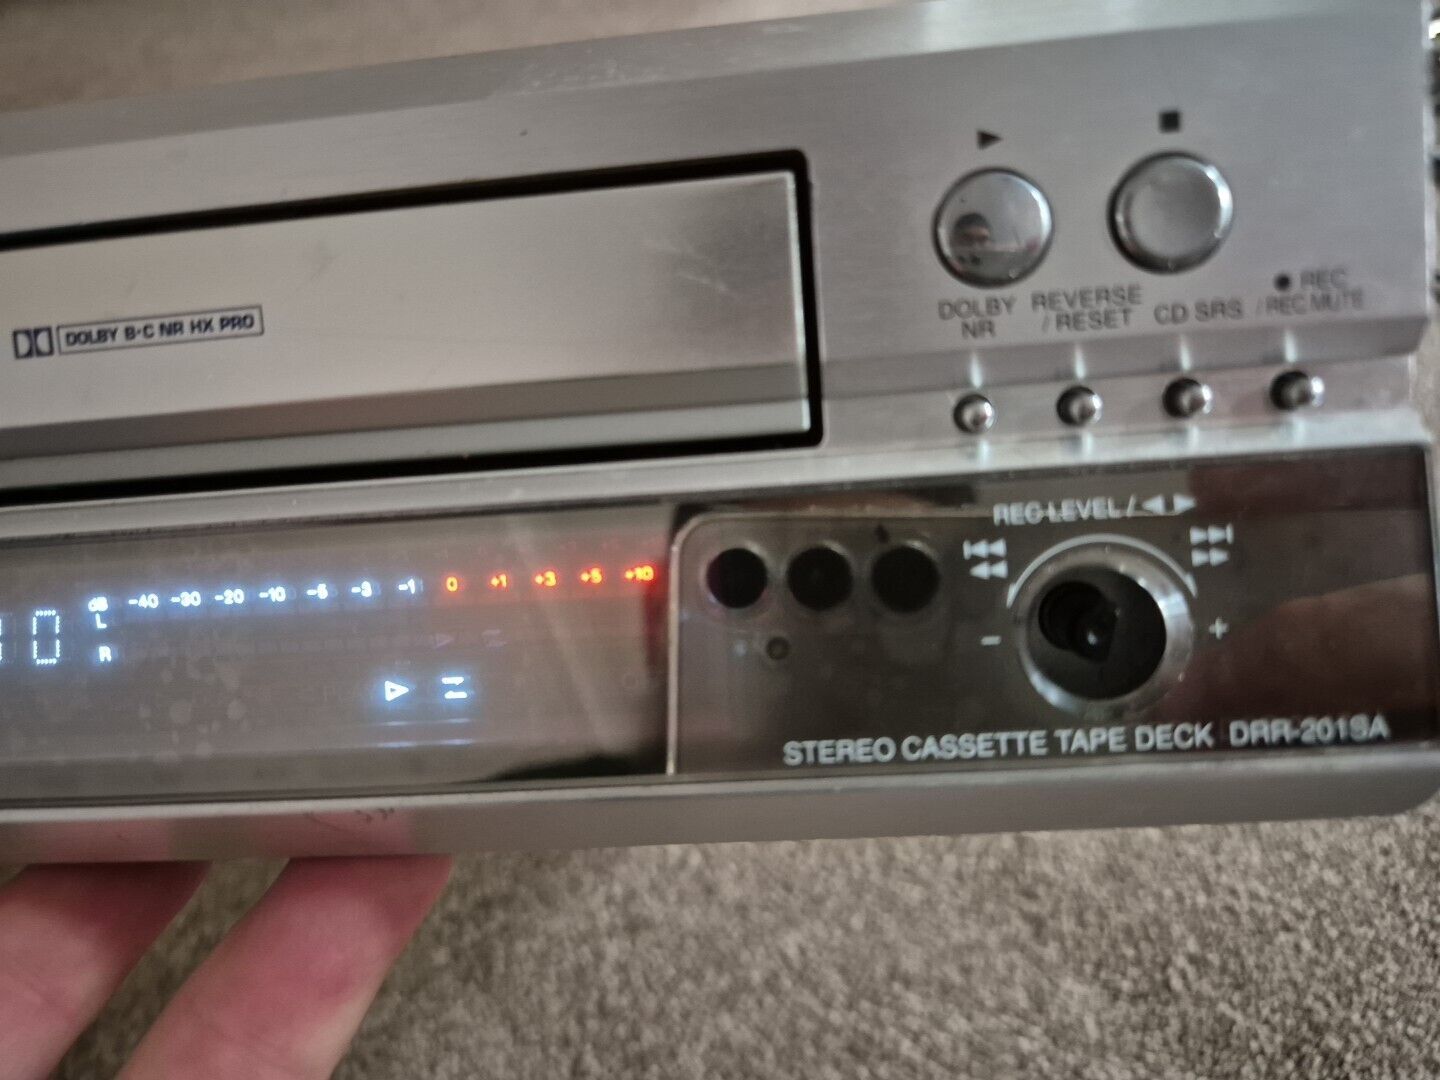 DOLBY B·C NR HX PRO
DOLBY NR
REVERSE / RESET
CD SRS
● REC / REC MUTE
REC LEVEL / ◀ ▶
dB -40 -30 -20 -10 -5 -3 -1 0 +1 +3 +5 +10
L
R
− +
STEREO CASSETTE TAPE DECK DRR-201SA